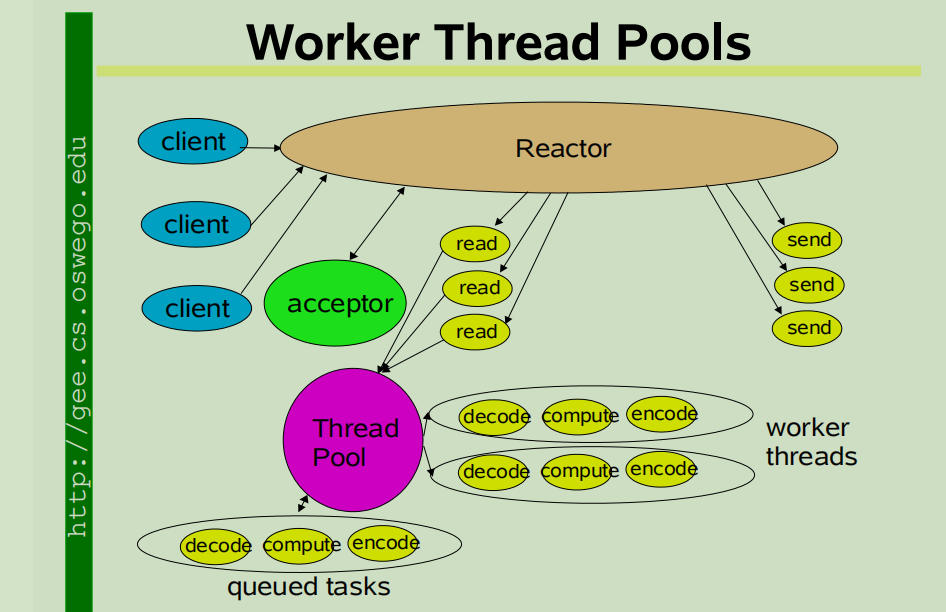 Worker Thread Pools
http://gee.cs.oswego.edu
client
Reactor
client
client
acceptor
read
read
read
send
send
send
Thread
Pool
decode compute encode
decode compute encode
worker
threads
decode compute encode
queued tasks